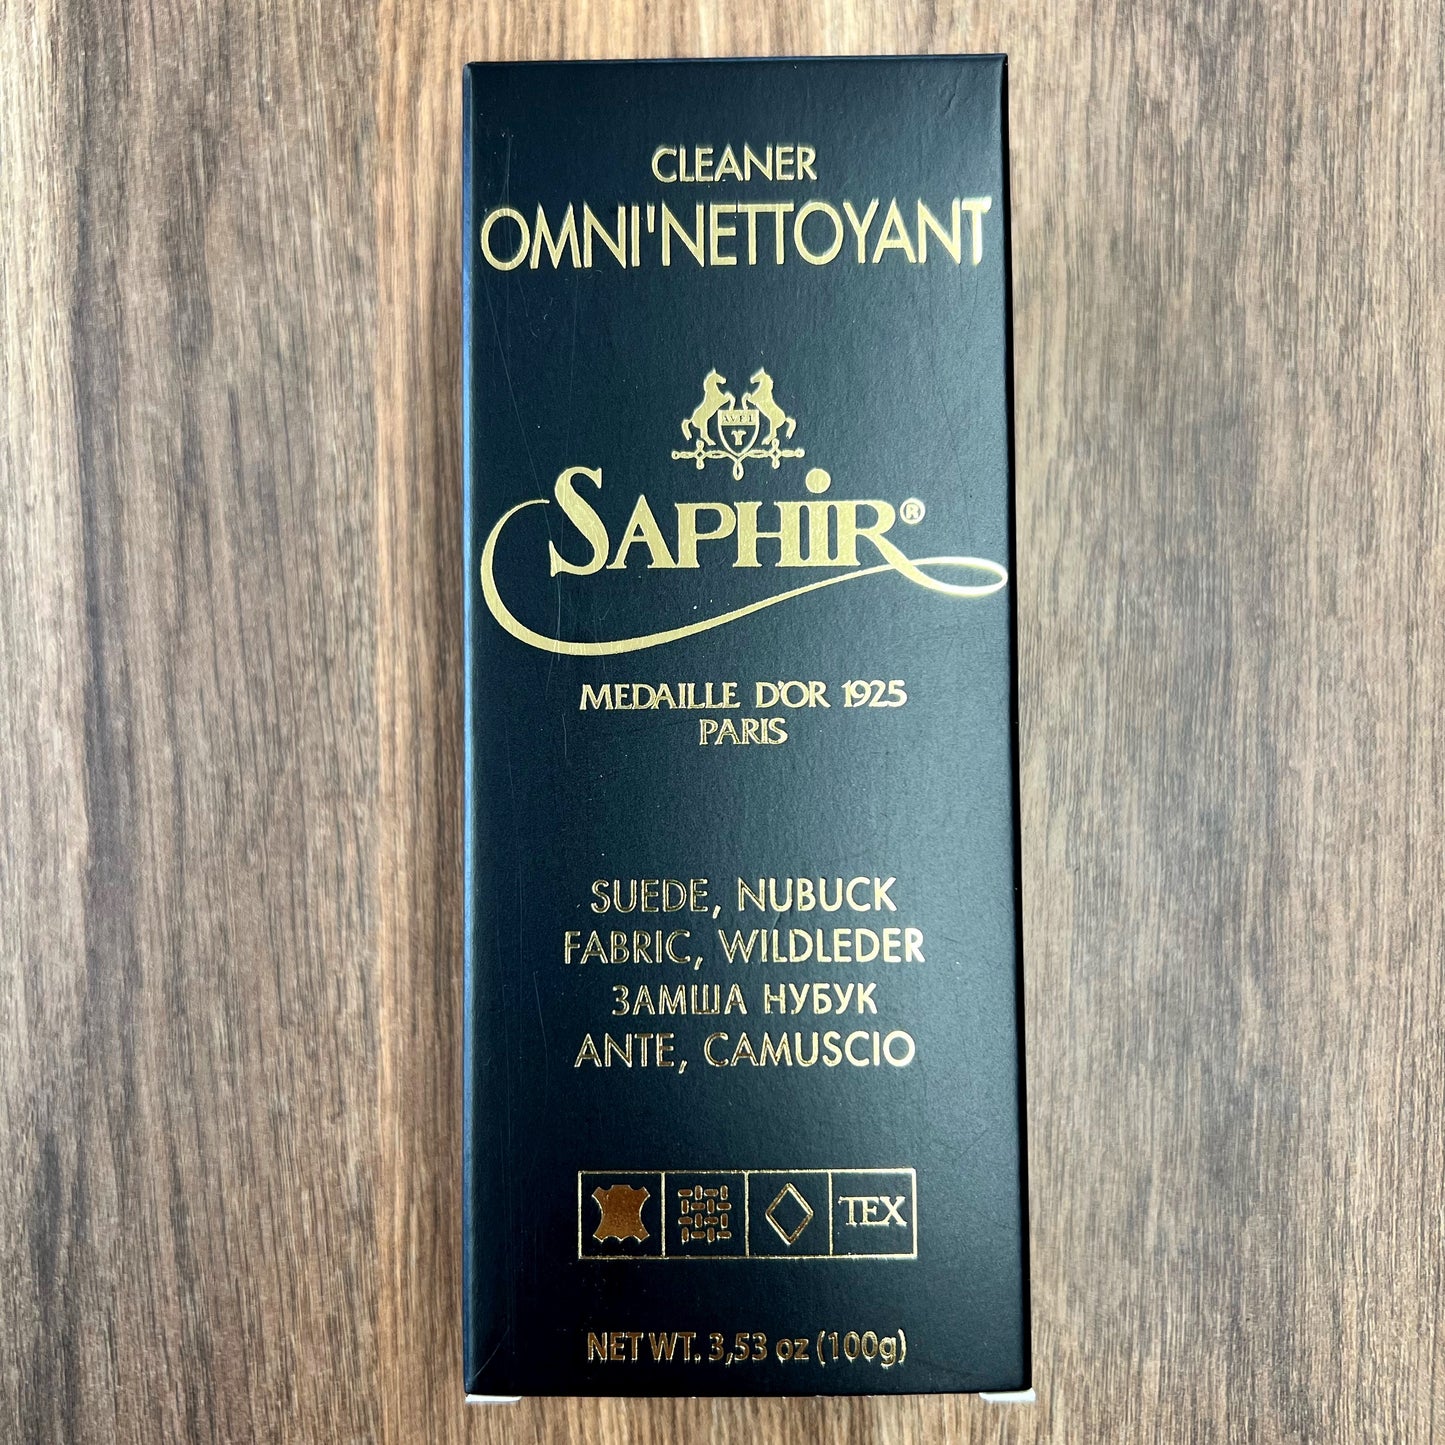 CLEANER
OMNI'NETTOYANT
AVEL
SAPHIR®
MEDAILLE D'OR 1925
PARIS
SUEDE, NUBUCK
FABRIC, WILDLEDER
ЗАМША НУБУК
ANTE, CAMUSCIO
TEX
NET WT. 3,53 oz (100g)